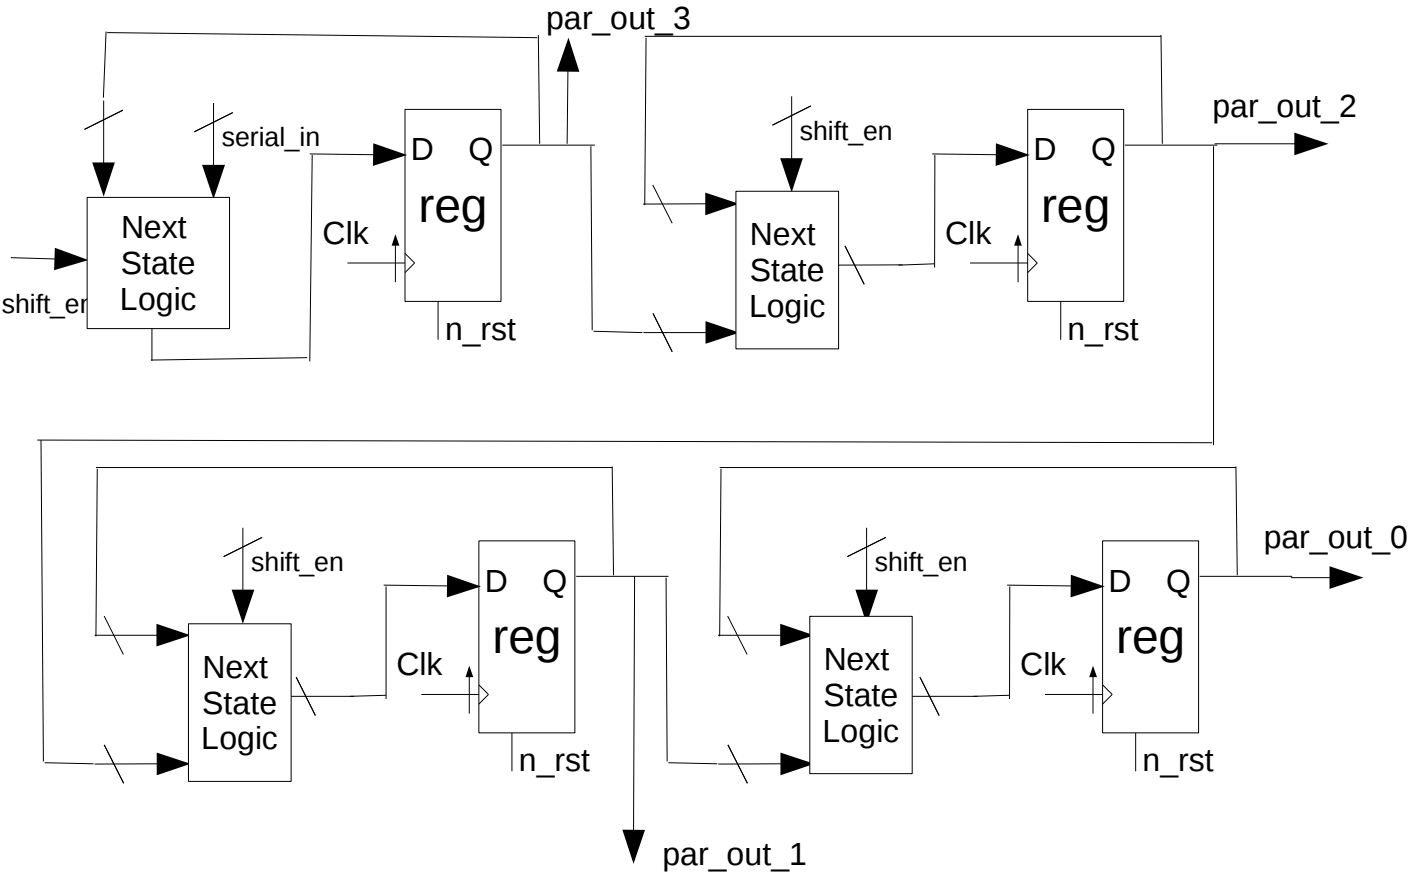 par_out_3
serial_in
D Q
reg
Clk
n_rst
Next
State
Logic
shift_er
shift_en
Next
State
Logic
D Q
reg
Clk
n_rst
par_out_2
shift_en
Next
State
Logic
D Q
reg
Clk
n_rst
par_out_1
shift_en
Next
State
Logic
D Q
reg
Clk
n_rst
par_out_0